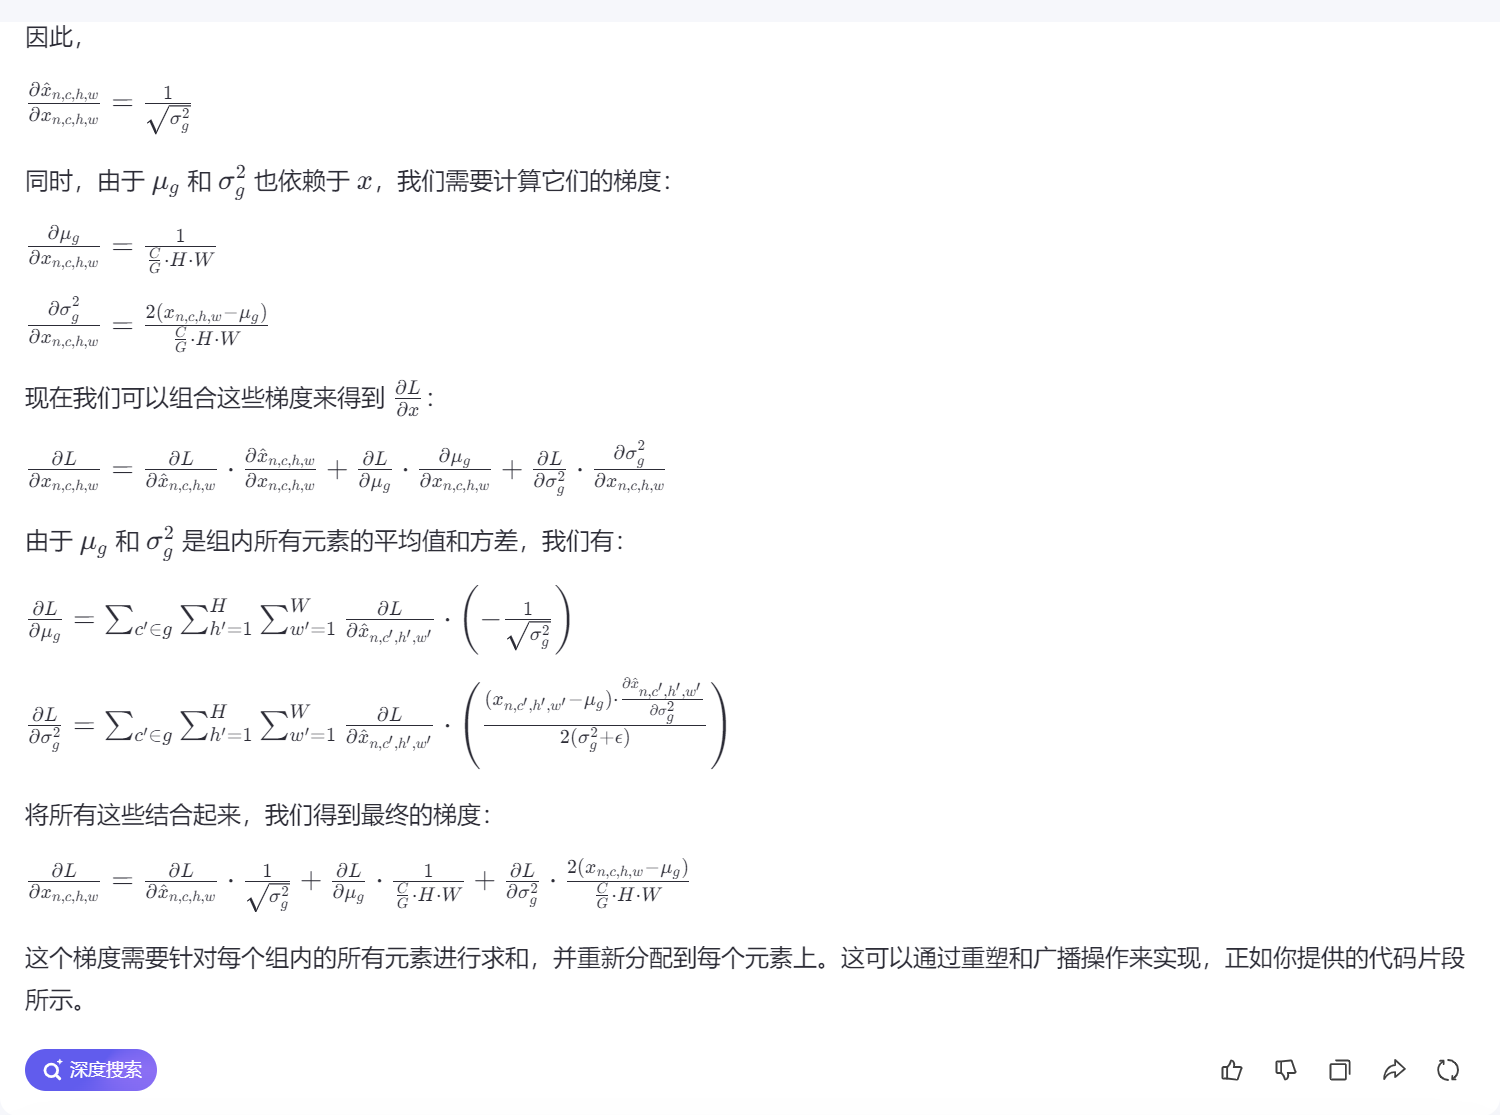 因此，
$\frac{\partial \hat{x}_{n,c,h,w}}{\partial x_{n,c,h,w}} = \frac{1}{\sqrt{\sigma_g^2}}$
同时，由于 $\mu_g$ 和 $\sigma_g^2$ 也依赖于 $x$，我们需要计算它们的梯度：
$\frac{\partial \mu_g}{\partial x_{n,c,h,w}} = \frac{1}{\frac{C}{G} \cdot H \cdot W}$
$\frac{\partial \sigma_g^2}{\partial x_{n,c,h,w}} = \frac{2(x_{n,c,h,w} - \mu_g)}{\frac{C}{G} \cdot H \cdot W}$
现在我们可以组合这些梯度来得到 $\frac{\partial L}{\partial x}$：
$\frac{\partial L}{\partial x_{n,c,h,w}} = \frac{\partial L}{\partial \hat{x}_{n,c,h,w}} \cdot \frac{\partial \hat{x}_{n,c,h,w}}{\partial x_{n,c,h,w}} + \frac{\partial L}{\partial \mu_g} \cdot \frac{\partial \mu_g}{\partial x_{n,c,h,w}} + \frac{\partial L}{\partial \sigma_g^2} \cdot \frac{\partial \sigma_g^2}{\partial x_{n,c,h,w}}$
由于 $\mu_g$ 和 $\sigma_g^2$ 是组内所有元素的平均值和方差，我们有：
$\frac{\partial L}{\partial \mu_g} = \sum_{c' \in g} \sum_{h'=1}^{H} \sum_{w'=1}^{W} \frac{\partial L}{\partial \hat{x}_{n,c',h',w'}} \cdot \left( -\frac{1}{\sqrt{\sigma_g^2}} \right)$
$\frac{\partial L}{\partial \sigma_g^2} = \sum_{c' \in g} \sum_{h'=1}^{H} \sum_{w'=1}^{W} \frac{\partial L}{\partial \hat{x}_{n,c',h',w'}} \cdot \left( \frac{(x_{n,c',h',w'} - \mu_g) \cdot \frac{\partial \hat{x}_{n,c',h',w'}}{\partial \sigma_g^2}}{2(\sigma_g^2 + \epsilon)} \right)$
将所有这些结合起来，我们得到最终的梯度：
$\frac{\partial L}{\partial x_{n,c,h,w}} = \frac{\partial L}{\partial \hat{x}_{n,c,h,w}} \cdot \frac{1}{\sqrt{\sigma_g^2}} + \frac{\partial L}{\partial \mu_g} \cdot \frac{1}{\frac{C}{G} \cdot H \cdot W} + \frac{\partial L}{\partial \sigma_g^2} \cdot \frac{2(x_{n,c,h,w} - \mu_g)}{\frac{C}{G} \cdot H \cdot W}$
这个梯度需要针对每个组内的所有元素进行求和，并重新分配到每个元素上。这可以通过重塑和广播操作来实现，正如你提供的代码片段
所示。
深度搜索